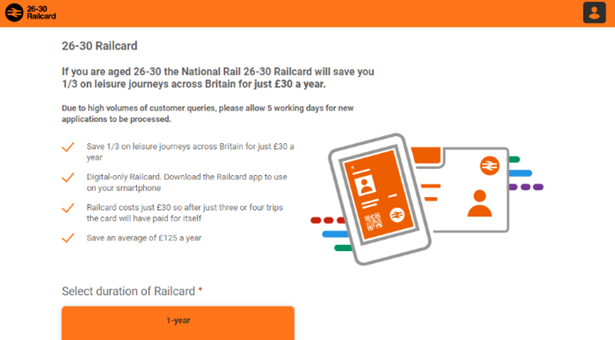 26-30
Railcard
26-30 Railcard
If you are aged 26-30 the National Rail 26-30 Railcard will save you
1/3 on leisure journeys across Britain for just £30 a year.
Due to high volumes of customer queries, please allow 5 working days for new
applications to be processed.
Save 1/3 on leisure journeys across Britain for just £30 a
year
Digital-only Railcard. Download the Railcard app to use
on your smartphone
Railcard costs just £30 so after just three or four trips
the card will have paid for itself
Save an average of £125 a year
Select duration of Railcard *
1-year